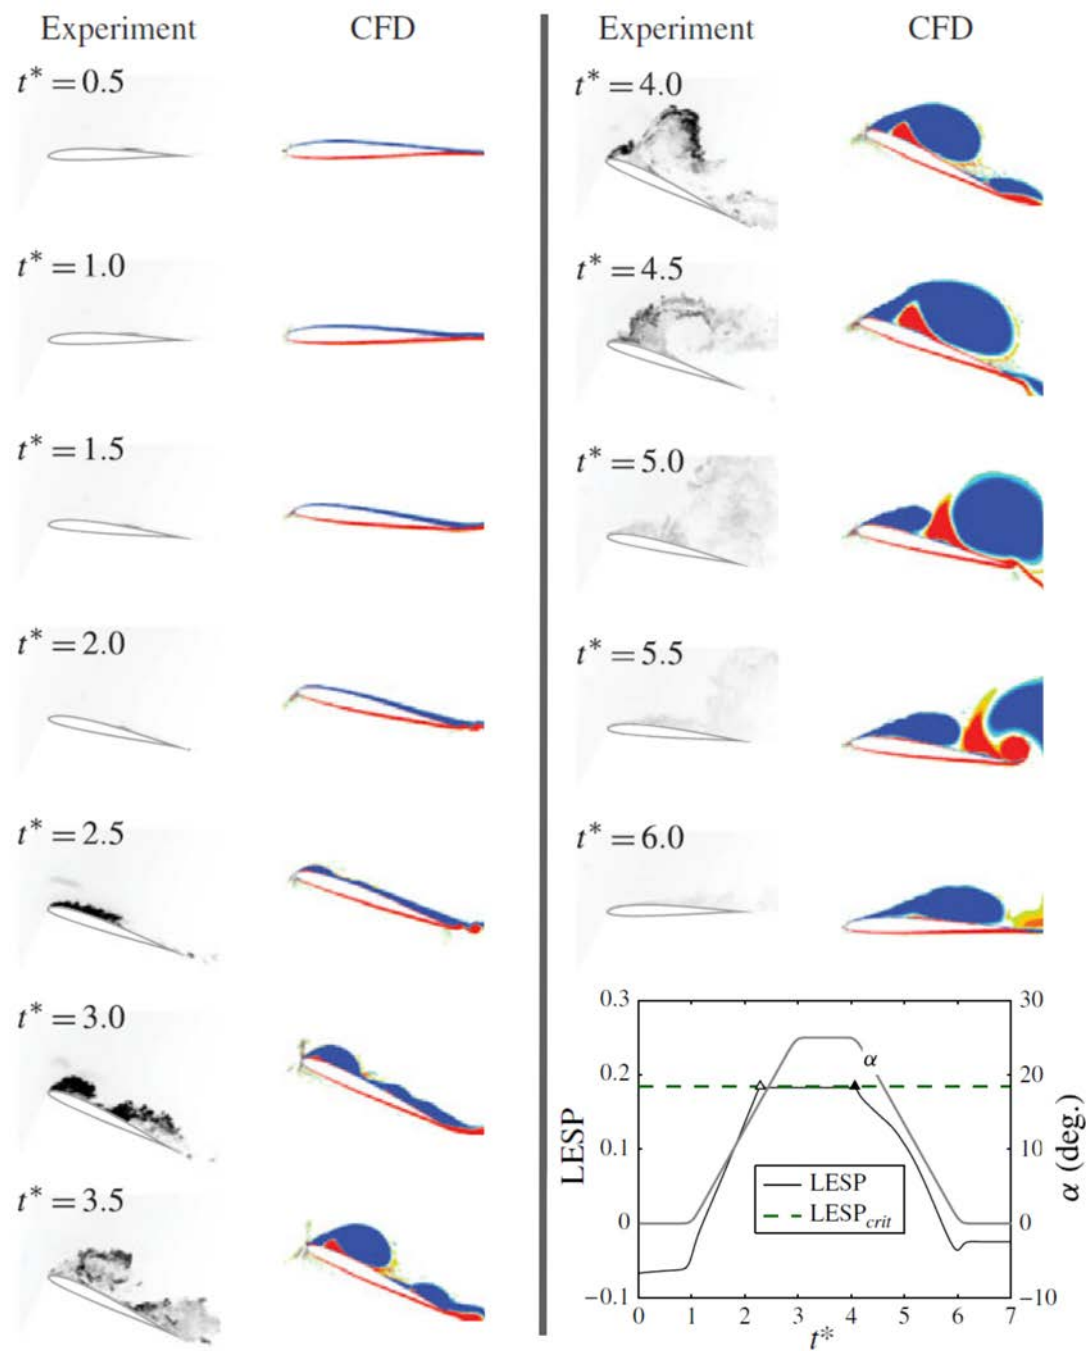 Experiment CFD
t* = 0.5
t* = 1.0
t* = 1.5
t* = 2.0
t* = 2.5
t* = 3.0
t* = 3.5
Experiment CFD
t* = 4.0
t* = 4.5
t* = 5.0
t* = 5.5
t* = 6.0
0.3
0.2
0.1
0
−0.1
LESP
30
20
10
0
−10
α (deg.)
α
LESP
LESPcrit
0 1 2 3 4 5 6 7
t*